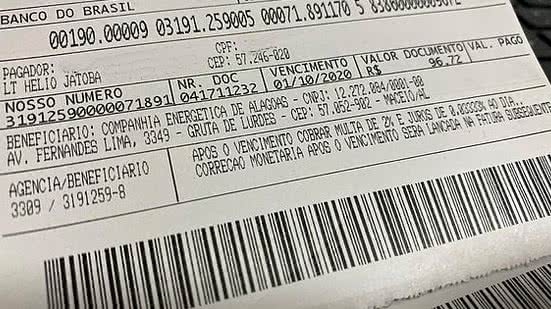 BANCO DO BRASIL
00190.00009 03191.259005 00071.891170 5
PAGADOR:
CPF:
LT HELIO JATOBA
CEP: 57.246-820
NOSSO NUMERO
NR. DOC
VENCIMENTO
VALOR DOCUMENTO
VAL. PAGO
31912590000071891
041711232
01/10/2020
R$ 96,72
BENEFICIARIO: COMPANHIA ENERGETICA DE ALAGOAS - CNPJ: 12.272.084/0001-00
AV. FERNANDES LIMA, 3349 - GRUTA DE LURDES - CEP: 57.052-902 - MACEIO/AL
AGENCIA/BENEFICIARIO
3309 / 3191259-8
APOS O VENCIMENTO COBRAR MULTA DE 2% E JUROS DE 0,03333% AO DIA.
CORRECAO MONETARIA APOS O VENCIMENTO SERA LANCADA NA FATURA SUBSEQUENTE